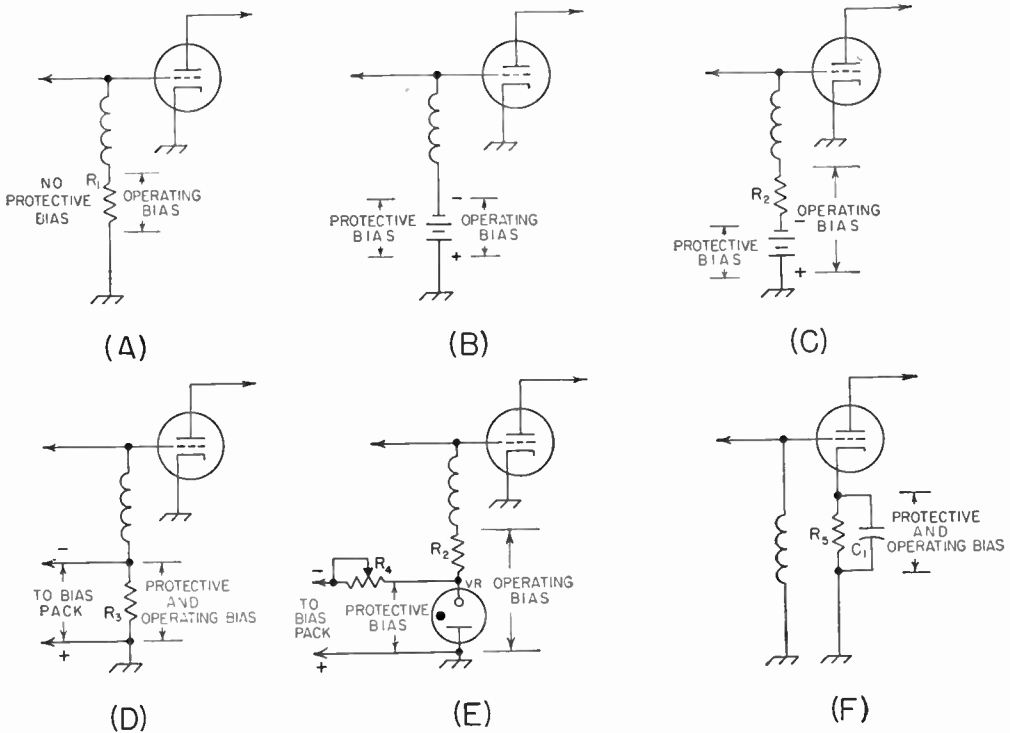 NO
PROTECTIVE
BIAS
R1
OPERATING
BIAS
(A)
PROTECTIVE
BIAS
-
+
OPERATING
BIAS
(B)
R2
-
+
PROTECTIVE
BIAS
OPERATING
BIAS
(C)
-
TO BIAS
PACK
+
R3
PROTECTIVE
AND
OPERATING BIAS
(D)
R2
-
R4
VR
TO
BIAS
PACK
+
PROTECTIVE
BIAS
OPERATING
BIAS
(E)
R5
C1
PROTECTIVE
AND
OPERATING BIAS
(F)